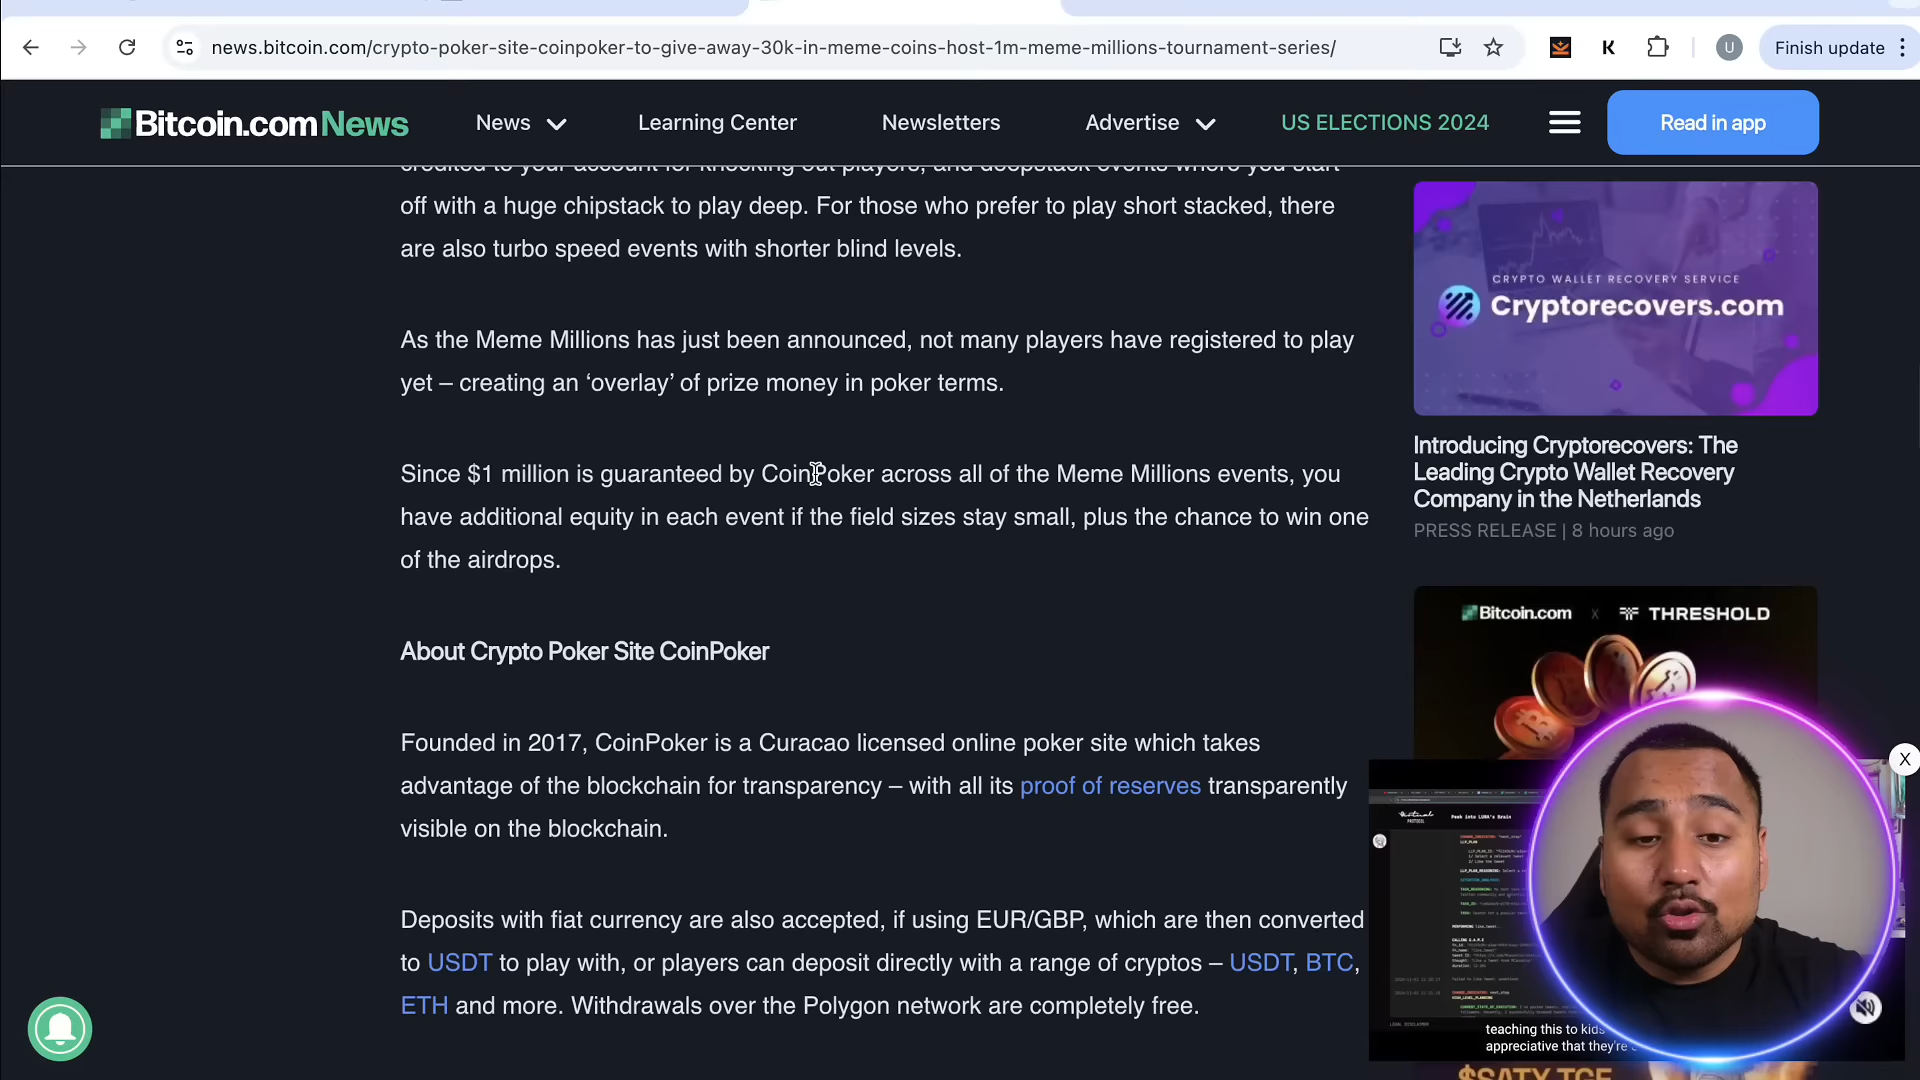 news.bitcoin.com/crypto-poker-site-coinpoker-to-give-away-30k-in-meme-coins-host-1m-meme-millions-tournament-series/
K
U
Finish update
Bitcoin.com News
News
Learning Center
Newsletters
Advertise
US ELECTIONS 2024
Read in app
credited to your account for knocking out players, and deepstack events where you start
off with a huge chipstack to play deep. For those who prefer to play short stacked, there
are also turbo speed events with shorter blind levels.
As the Meme Millions has just been announced, not many players have registered to play
yet – creating an ‘overlay’ of prize money in poker terms.
Since $1 million is guaranteed by CoinPoker across all of the Meme Millions events, you
have additional equity in each event if the field sizes stay small, plus the chance to win one
of the airdrops.
About Crypto Poker Site CoinPoker
Founded in 2017, CoinPoker is a Curacao licensed online poker site which takes
advantage of the blockchain for transparency – with all its proof of reserves transparently
visible on the blockchain.
Deposits with fiat currency are also accepted, if using EUR/GBP, which are then converted
to USDT to play with, or players can deposit directly with a range of cryptos – USDT, BTC,
ETH and more. Withdrawals over the Polygon network are completely free.
CRYPTO WALLET RECOVERY SERVICE
Cryptorecovers.com
Introducing Cryptorecovers: The
Leading Crypto Wallet Recovery
Company in the Netherlands
PRESS RELEASE | 8 hours ago
Bitcoin.com x THRESHOLD
X
Peek into LUNA's Brain
teaching this to kids
appreciative that they're
$SATY TGE